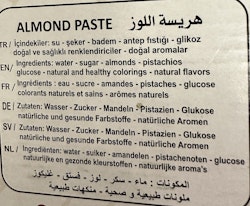 ALMOND PASTE هريسة اللوز
TR / İçindekiler: su - şeker - badem - antep fıstığı - glikoz
doğal ve sağlıklı renklendiriciler - doğal aromalar
EN / Ingredients: water - sugar - almonds - pistachios
glucose - natural and healthy colorings - natural flavors
FR / Ingredients : eau - sucre - amandes - pistaches - glucose
colorants naturels et sains - arômes naturels
DE / Zutaten: Wasser - Zucker - Mandeln - Pistazien - Glukose
natürliche und gesunde Farbstoffe - natürliche Aromen
SV / Zutaten: Wasser - Zucker - Mandeln - Pistazien - Glukose
natürliche und gesunde Farbstoffe - natürliche Aromen
NL / Ingrediënten: water - sulker - amandelen - pistachenoten - glucose
natuurlijke en gezonde kleurstoffen - natuurlijke aroma's
المكونات : ماء - سكر - لوز - فستق - غليكوز
ملونات طبيعية و صحية - منكهات طبيعية